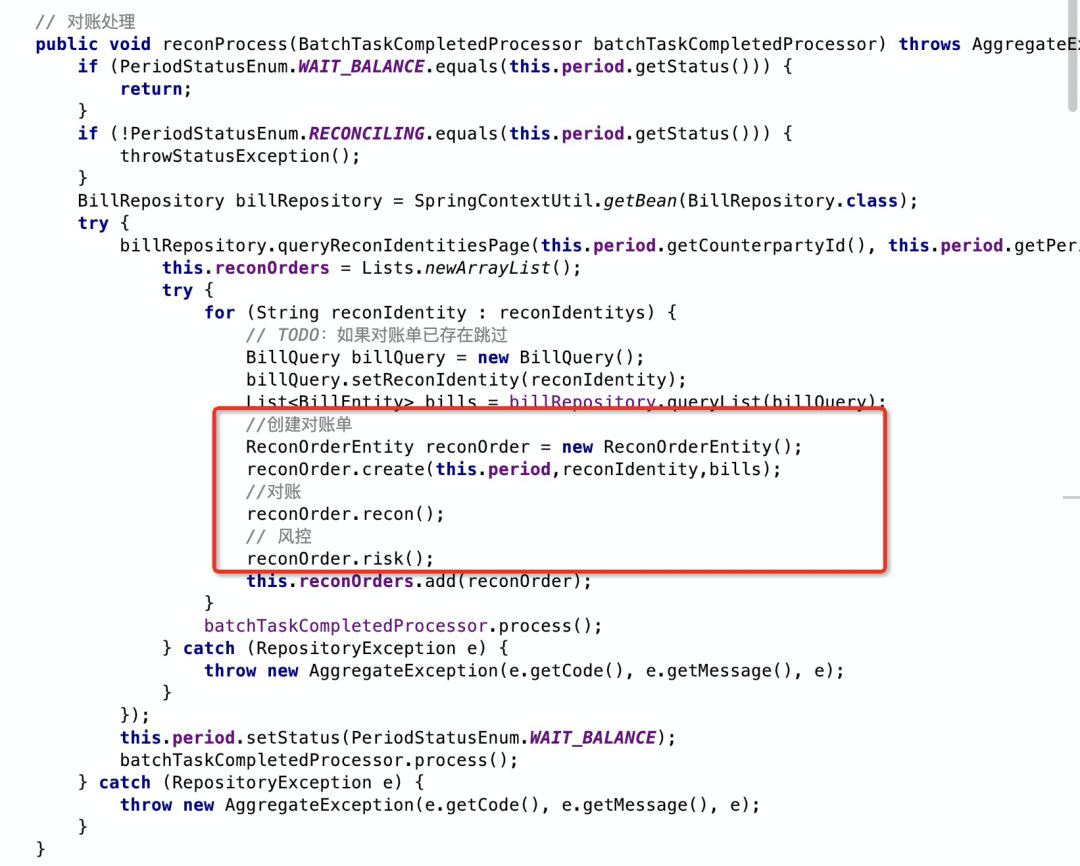 // 对账处理
public void reconProcess(BatchTaskCompletedProcessor batchTaskCompletedProcessor) throws AggregateE
if (PeriodStatusEnum.WAIT_BALANCE.equals(this.period.getStatus())) {
return;
}
if (!PeriodStatusEnum.RECONCILING.equals(this.period.getStatus())) {
throwStatusException();
}
BillRepository billRepository = SpringContextUtil.getBean(BillRepository.class);
try {
billRepository.queryReconIdentitiesPage(this.period.getCounterpartyId(), this.period.getPer
this.reconOrders = Lists.newArrayList();
try {
for (String reconIdentity : reconIdentitys) {
// TODO: 如果对账单已存在跳过
BillQuery billQuery = new BillQuery();
billQuery.setReconIdentity(reconIdentity);
List<BillEntity> bills = billRepository.queryList(billQuery);
//创建对账单
ReconOrderEntity reconOrder = new ReconOrderEntity();
reconOrder.create(this.period,reconIdentity,bills);
//对账
reconOrder.recon();
// 风控
reconOrder.risk();
this.reconOrders.add(reconOrder);
}
batchTaskCompletedProcessor.process();
} catch (RepositoryException e) {
throw new AggregateException(e.getCode(), e.getMessage(), e);
}
});
this.period.setStatus(PeriodStatusEnum.WAIT_BALANCE);
batchTaskCompletedProcessor.process();
} catch (RepositoryException e) {
throw new AggregateException(e.getCode(), e.getMessage(), e);
}
}